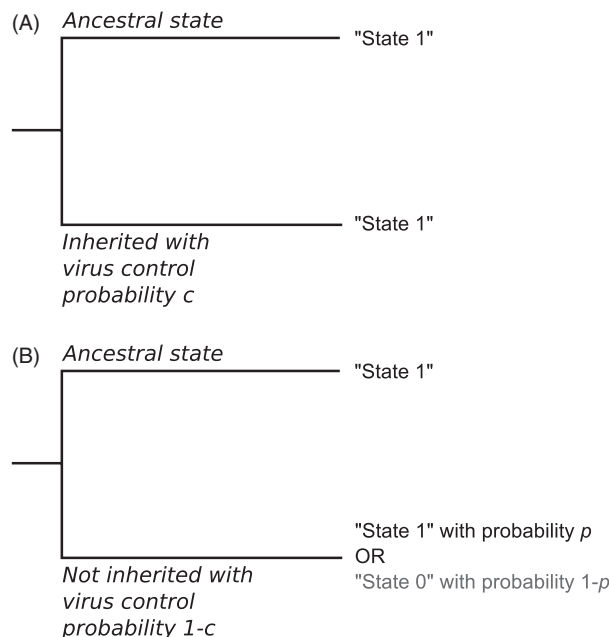 (A)
Ancestral state
"State 1"
"State 1"
Inherited with
virus control
probability c
(B)
Ancestral state
"State 1"
"State 1" with probability p
OR
"State 0" with probability 1-p
Not inherited with
virus control
probability 1-c